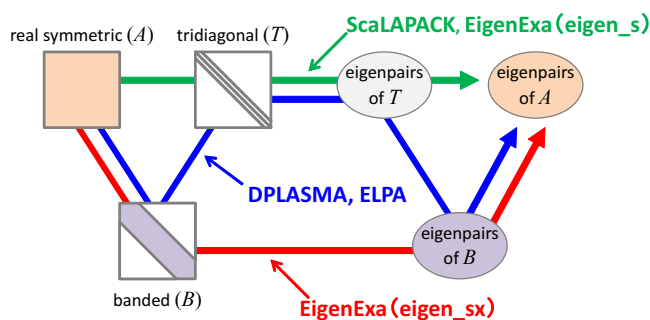 ScaLAPACK, EigenExa(eigen_s)
real symmetric (A)
tridiagonal (T)
eigenpairs
of T
eigenpairs
of A
DPLASMA, ELPA
eigenpairs
of B
banded (B)
EigenExa(eigen_sx)